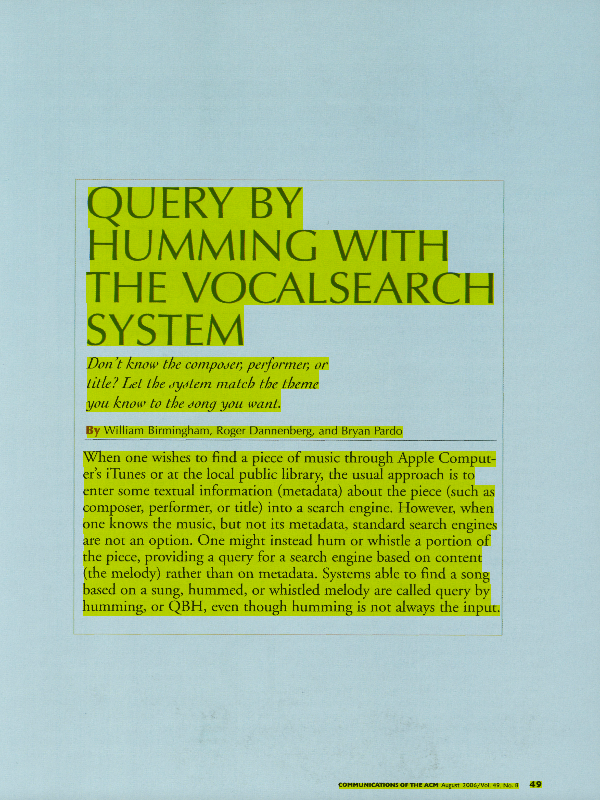 QUERY BY
HUMMING WITH
THE VOCALSEARCH
SYSTEM
Don't know the composer, performer, or
title? Let the system match the theme
you know to the song you want.
By William Birmingham, Roger Dannenberg, and Bryan Pardo
When one wishes to find a piece of music through Apple Comput-
er's iTunes or at the local public library, the usual approach is to
enter some textual information (metadata) about the piece (such as
composer, performer, or title) into a search engine. However, when
one knows the music, but not its metadata, standard search engines
are not an option. One might instead hum or whistle a portion of
the piece, providing a query for a search engine based on content
(the melody) rather than on metadata. Systems able to find a song
based on a sung, hummed, or whistled melody are called query by
humming, or QBH, even though humming is not always the input.
COMMUNICATIONS OF THE ACM August 2006/Vol. 49, No. 8 49